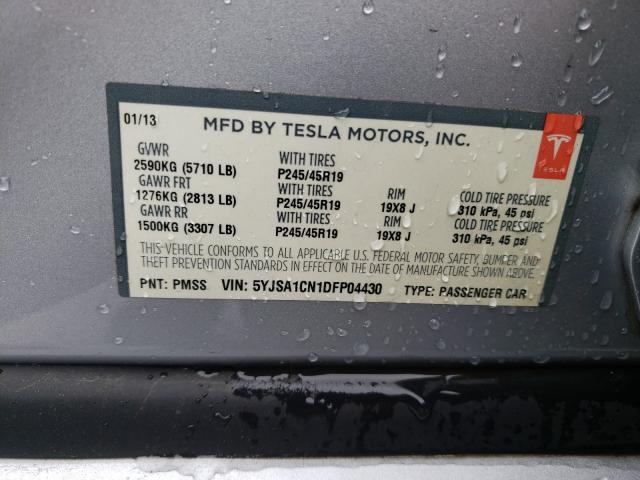 01/13 MFD BY TESLA MOTORS, INC.
TESLA
GVWR WITH TIRES
2590KG (5710 LB) P245/45R19
GAWR FRT WITH TIRES RIM COLD TIRE PRESSURE
1276KG (2813 LB) P245/45R19 19X8 J 310 kPa, 45 psi
GAWR RR WITH TIRES RIM COLD TIRE PRESSURE
1500KG (3307 LB) P245/45R19 19X8 J 310 kPa, 45 psi
THIS VEHICLE CONFORMS TO ALL APPLICABLE U.S. FEDERAL MOTOR SAFETY, BUMPER AND
THEFT PREVENTION STANDARDS IN EFFECT ON THE DATE OF MANUFACTURE SHOWN ABOVE.
PNT: PMSS VIN: 5YJSA1CN1DFP04430 TYPE: PASSENGER CAR